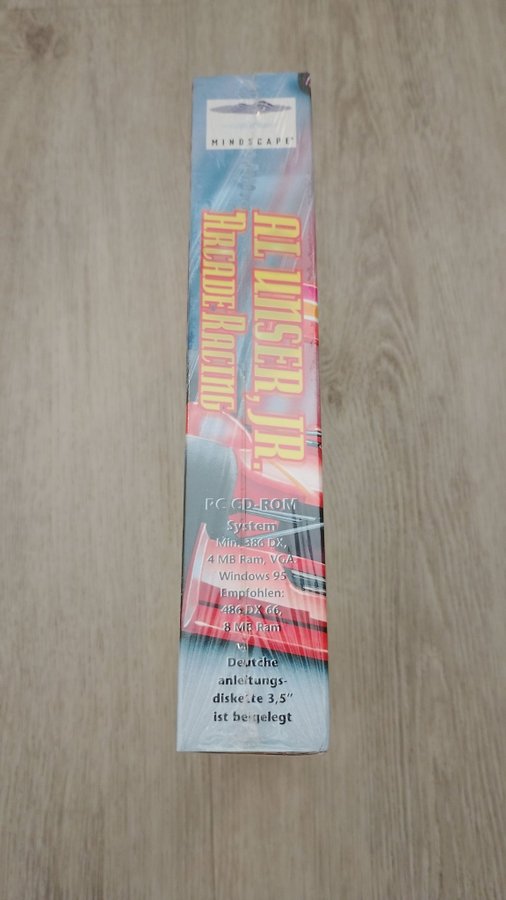 MINDSCAPE
AL UNSER, JR.
ARCADE RACING
PC CD-ROM
System
Min. 386 DX,
4 MB Ram, VGA
Windows 95
Empfohlen:
486 DX 66,
8 MB Ram
Deutche
anleitungs-
diskette 3,5"
ist beigelegt